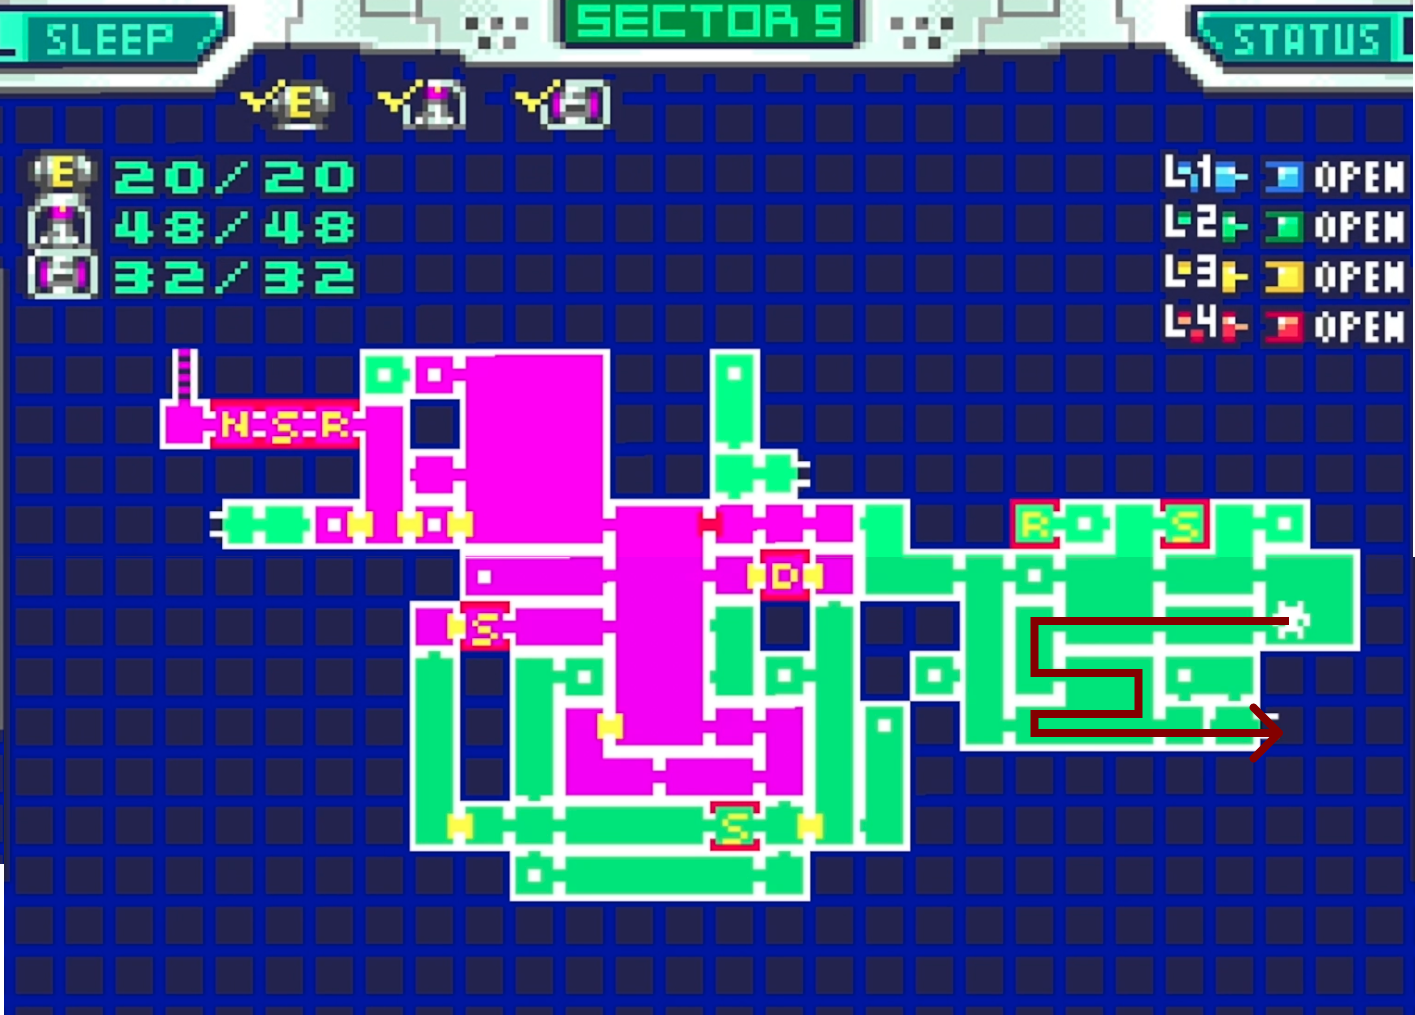 SLEEP
SECTOR 5
STATUS
E
E 20/20
48/48
32/32
L-1 OPEN
L-2 OPEN
L-3 OPEN
L-4 OPEN
N-S-R
R
S
D
S
S